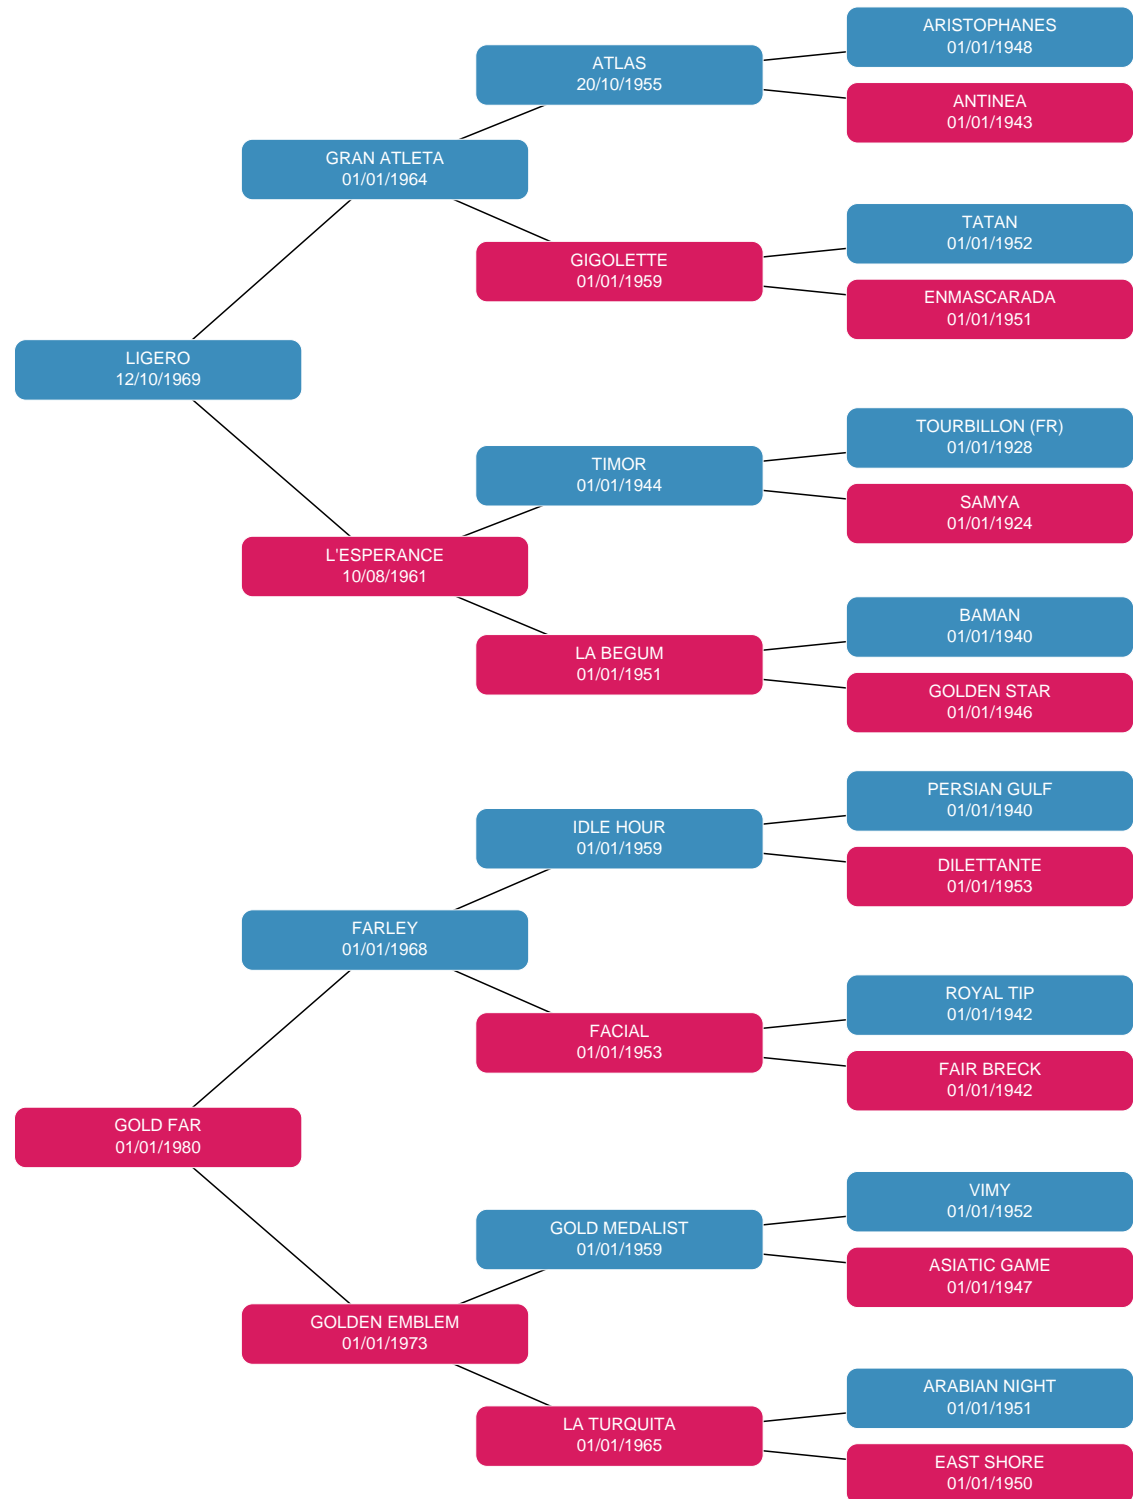 ARISTOPHANES
01/01/1948
ATLAS
20/10/1955
ANTINEA
01/01/1943
GRAN ATLETA
01/01/1964
TATAN
01/01/1952
GIGOLETTE
01/01/1959
ENMASCARADA
01/01/1951
LIGERO
12/10/1969
TOURBILLON (FR)
01/01/1928
TIMOR
01/01/1944
SAMYA
01/01/1924
L'ESPERANCE
10/08/1961
BAMAN
01/01/1940
LA BEGUM
01/01/1951
GOLDEN STAR
01/01/1946
PERSIAN GULF
01/01/1940
IDLE HOUR
01/01/1959
DILETTANTE
01/01/1953
FARLEY
01/01/1968
ROYAL TIP
01/01/1942
FACIAL
01/01/1953
FAIR BRECK
01/01/1942
GOLD FAR
01/01/1980
VIMY
01/01/1952
GOLD MEDALIST
01/01/1959
ASIATIC GAME
01/01/1947
GOLDEN EMBLEM
01/01/1973
ARABIAN NIGHT
01/01/1951
LA TURQUITA
01/01/1965
EAST SHORE
01/01/1950